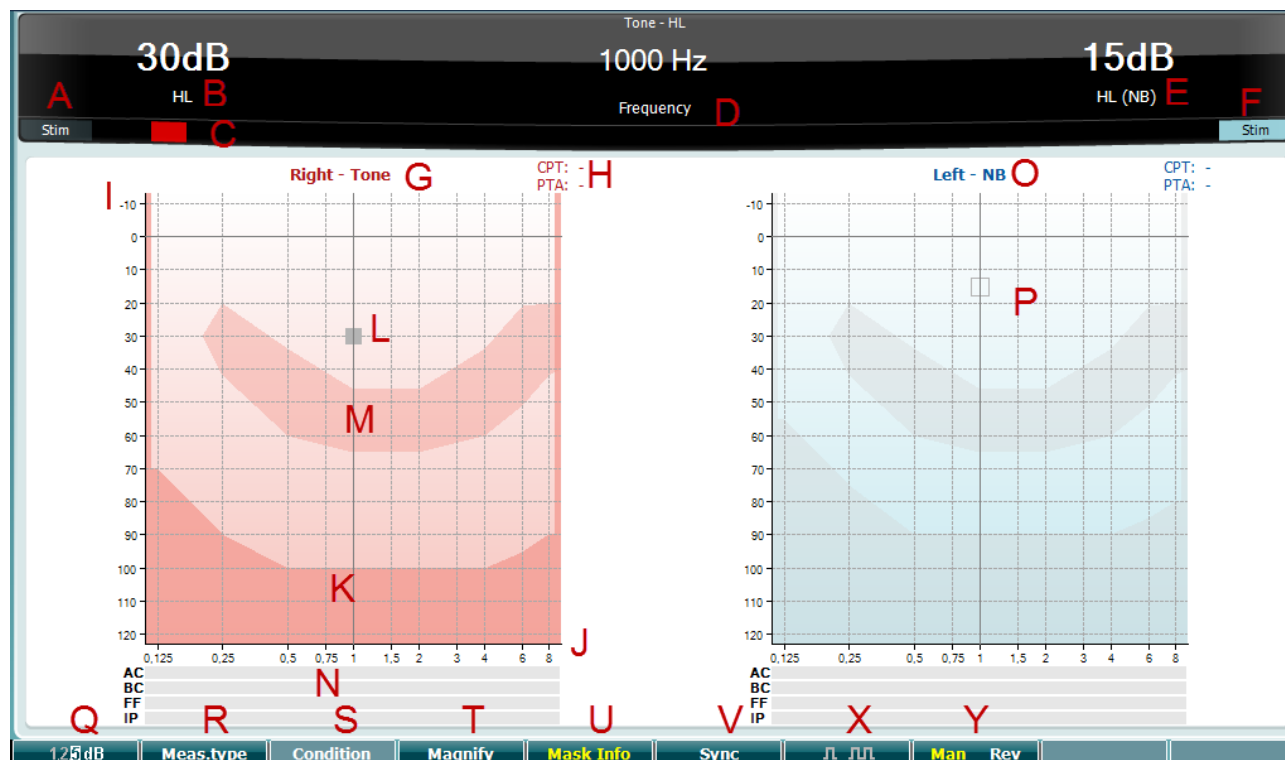 Tone - HL
30dB 1000 Hz 15dB
A HL B Frequency D HL (NB) E F
Stim C Stim
Right - Tone G CPT: - H Left - NB O CPT: -
PTA: - PTA: -
I
-10 -10
0 0
10 10
P
20 20
30 L 30
40 40
50 50
M
60 60
70 70
80 80
90 90
100 100
K
110 110
120 J 120
0,125 0,25 0,5 0,75 1 1,5 2 3 4 6 8 0,125 0,25 0,5 0,75 1 1,5 2 3 4 6 8
AC AC
N
BC BC
FF FF
IP IP
Q R S T U V X Y
1,2 5 dB Meas.type Condition Magnify Mask Info Sync Man Rev